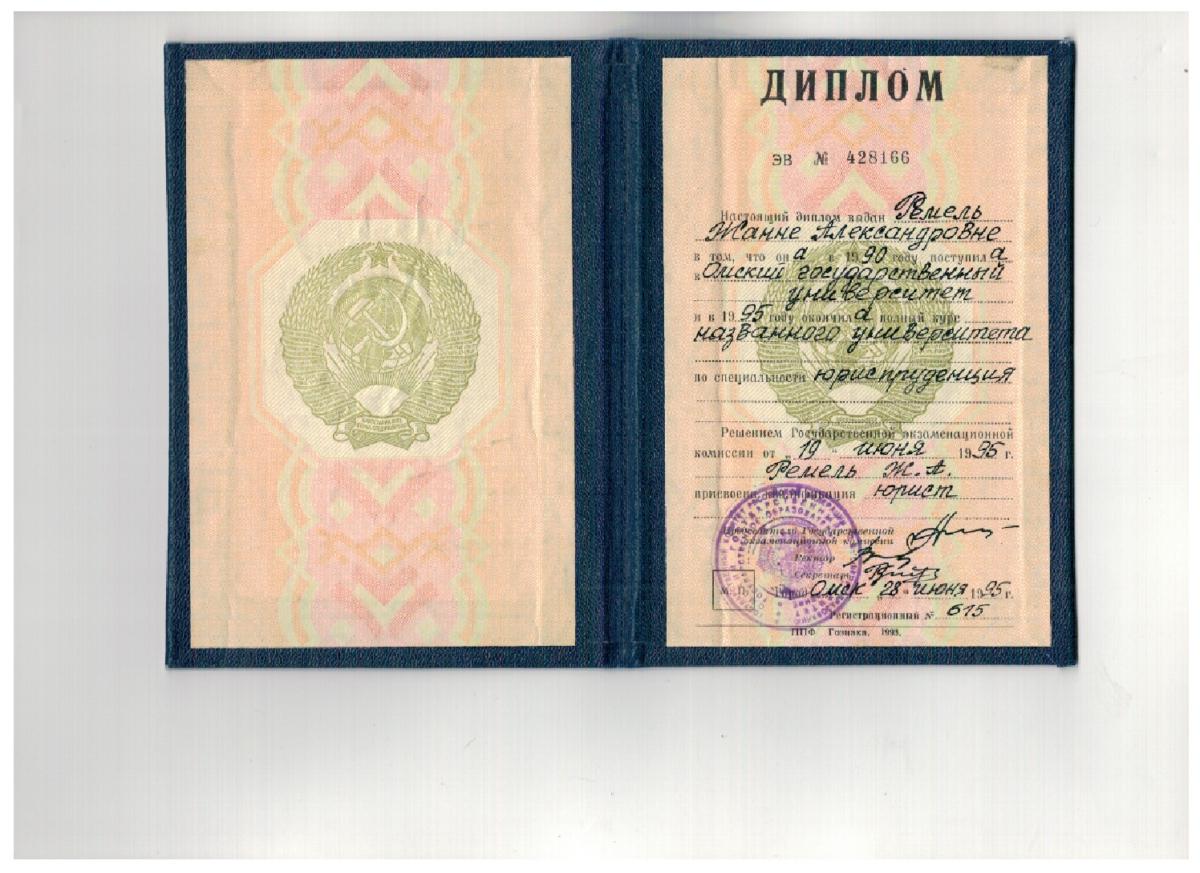 ДИПЛОМ
ЭВ № 428166
Настоящий диплом выдан Ремель
Жанне Александровне
в том, что она в 1990 году поступила
в Омский государственный
университет
и в 1995 году окончила полный курс
названного университета
по специальности юриспруденция
Решением Государственной экзаменационной
комиссии от „19“ июня 1995 г.
Ремель Ж. А.
присвоена квалификация юрист
Председатель Государственной
экзаменационной комиссии
Ректор
Секретарь
М. П. Город Омск „28“ июня 1995 г.
Регистрационный № 615
ППФ Гознака. 1993.